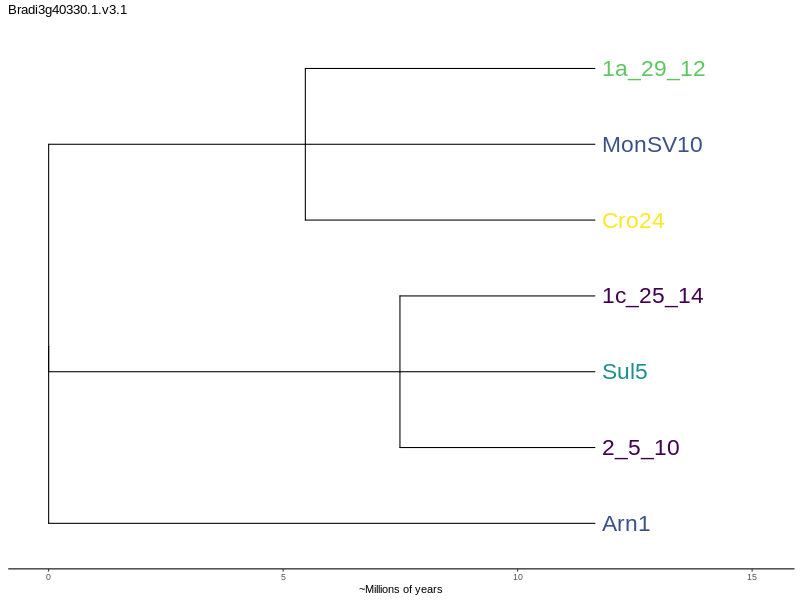 Bradi3g40330.1.v3.1
1a_29_12
MonSV10
Cro24
1c_25_14
Sul5
2_5_10
Arn1
0 5 10 15
~Millions of years